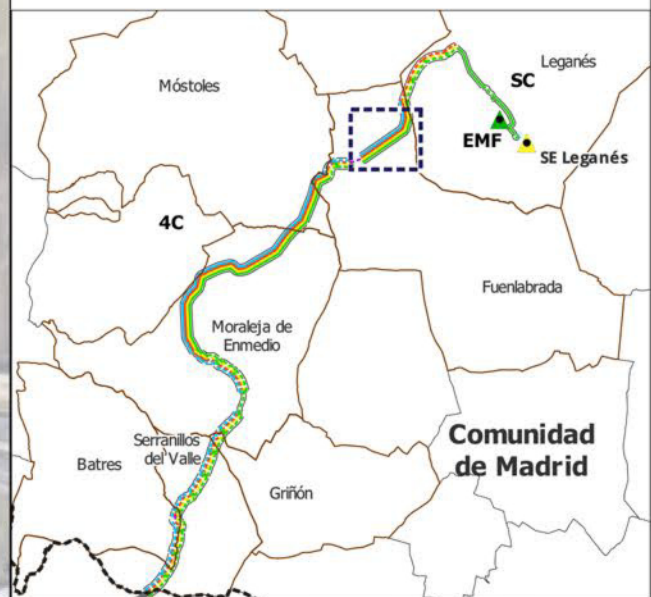 Leganés
Móstoles
SC
EMF
SE Leganés
4C
Fuenlabrada
Moraleja de
Enmedio
Comunidad
de Madrid
Serranillos
del Valle
Batres
Griñón